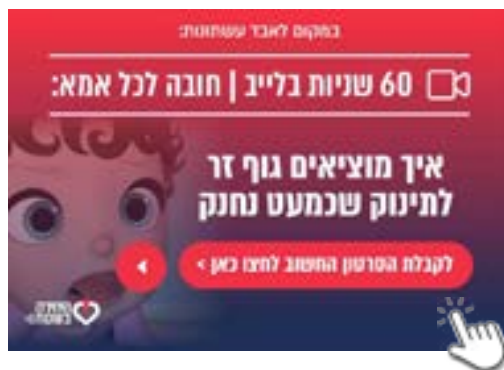 במקום לאבד עשתונות:
60 שניות בלייב | חובה לכל אמא:
איך מוציאים גוף זר
לתינוק שכמעט נחנק
לקבלת הסרטון החשוב לחצו כאן >